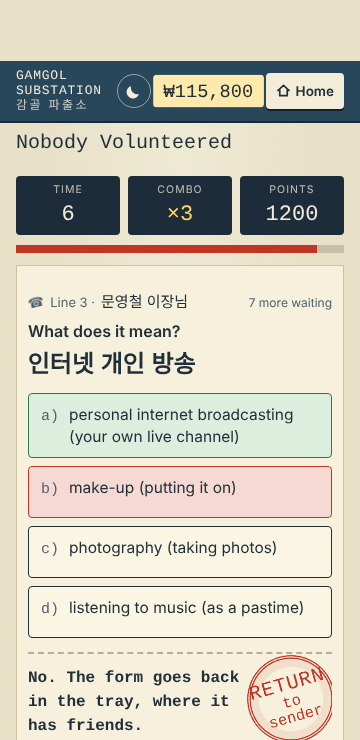 GAMGOL
SUBSTATION
감골 파출소
₩115,800
Home
Nobody Volunteered
TIME
6
COMBO
×3
POINTS
1200
☎ Line 3 · 문영철 이장님
7 more waiting
What does it mean?
인터넷 개인 방송
a) personal internet broadcasting
(your own live channel)
b) make-up (putting it on)
c) photography (taking photos)
d) listening to music (as a pastime)
No. The form goes back
in the tray, where it
has friends.
RETURN
to
sender